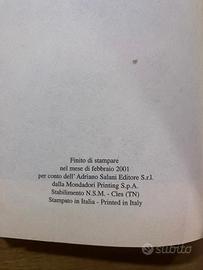 Finito di stampare
nel mese di febbraio 2001
per conto dell'Adriano Salani Editore S.r.l.
dalla Mondadori Printing S.p.A.
Stabilimento N.S.M. - Cles (TN)
Stampato in Italia - Printed in Italy
subito